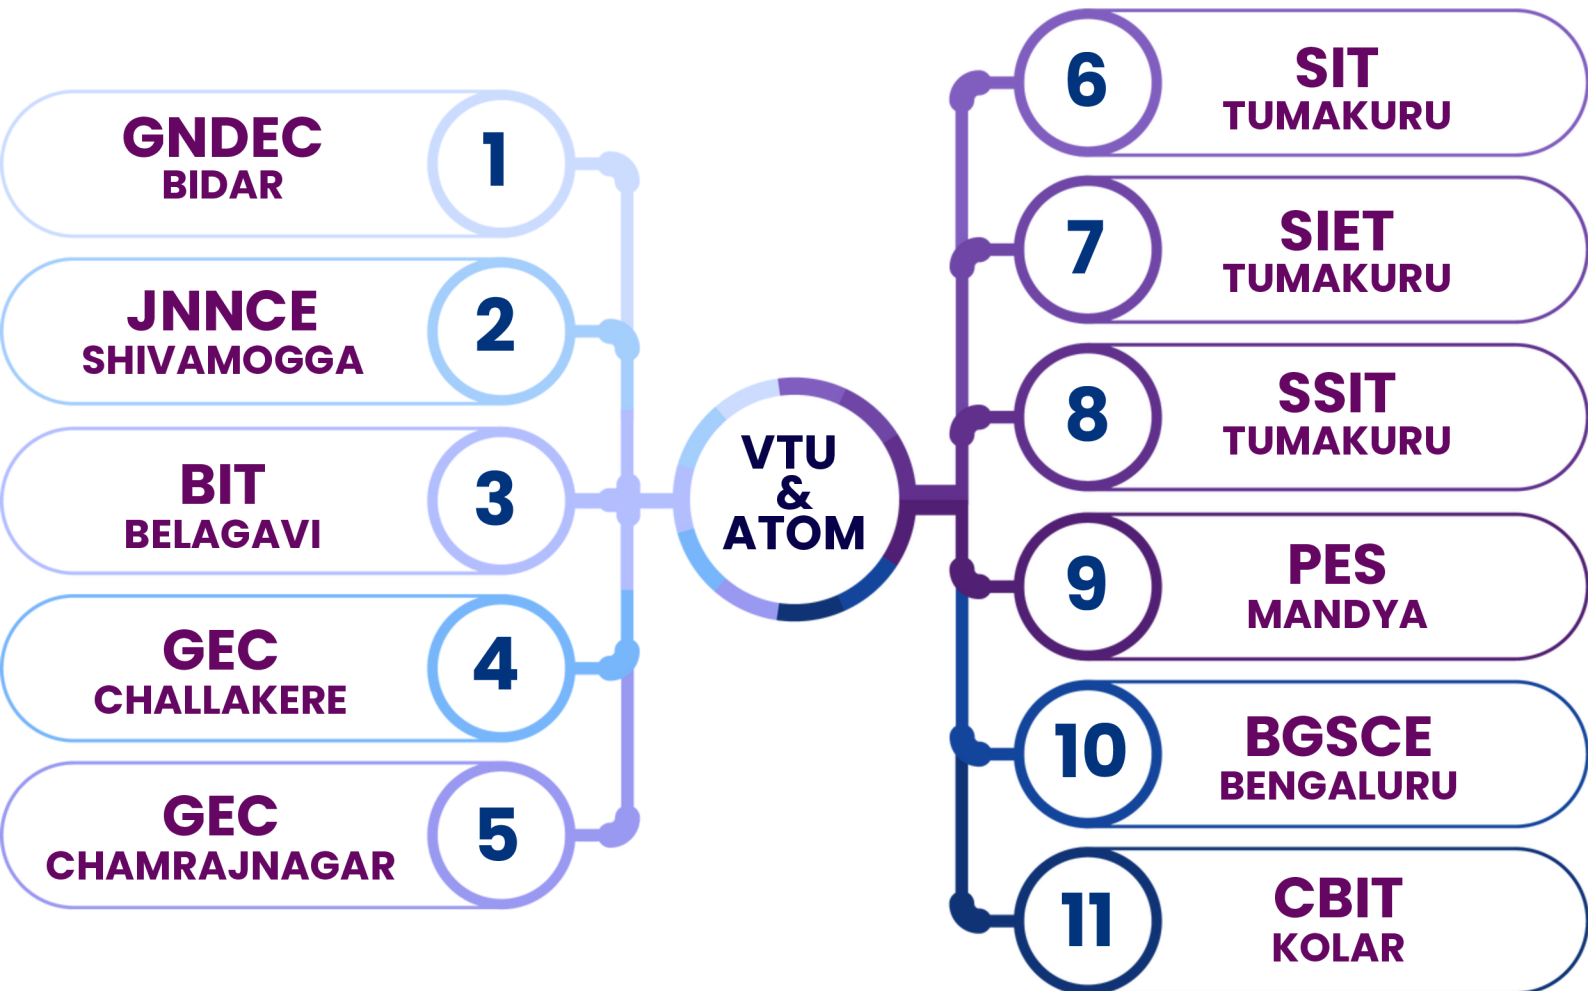 GNDEC
BIDAR
1
JNNCE
SHIVAMOGGA
2
BIT
BELAGAVI
3
GEC
CHALLAKERE
4
GEC
CHAMRAJNAGAR
5
VTU
&
ATOM
6
SIT
TUMAKURU
7
SIET
TUMAKURU
8
SSIT
TUMAKURU
9
PES
MANDYA
10
BGSCE
BENGALURU
11
CBIT
KOLAR